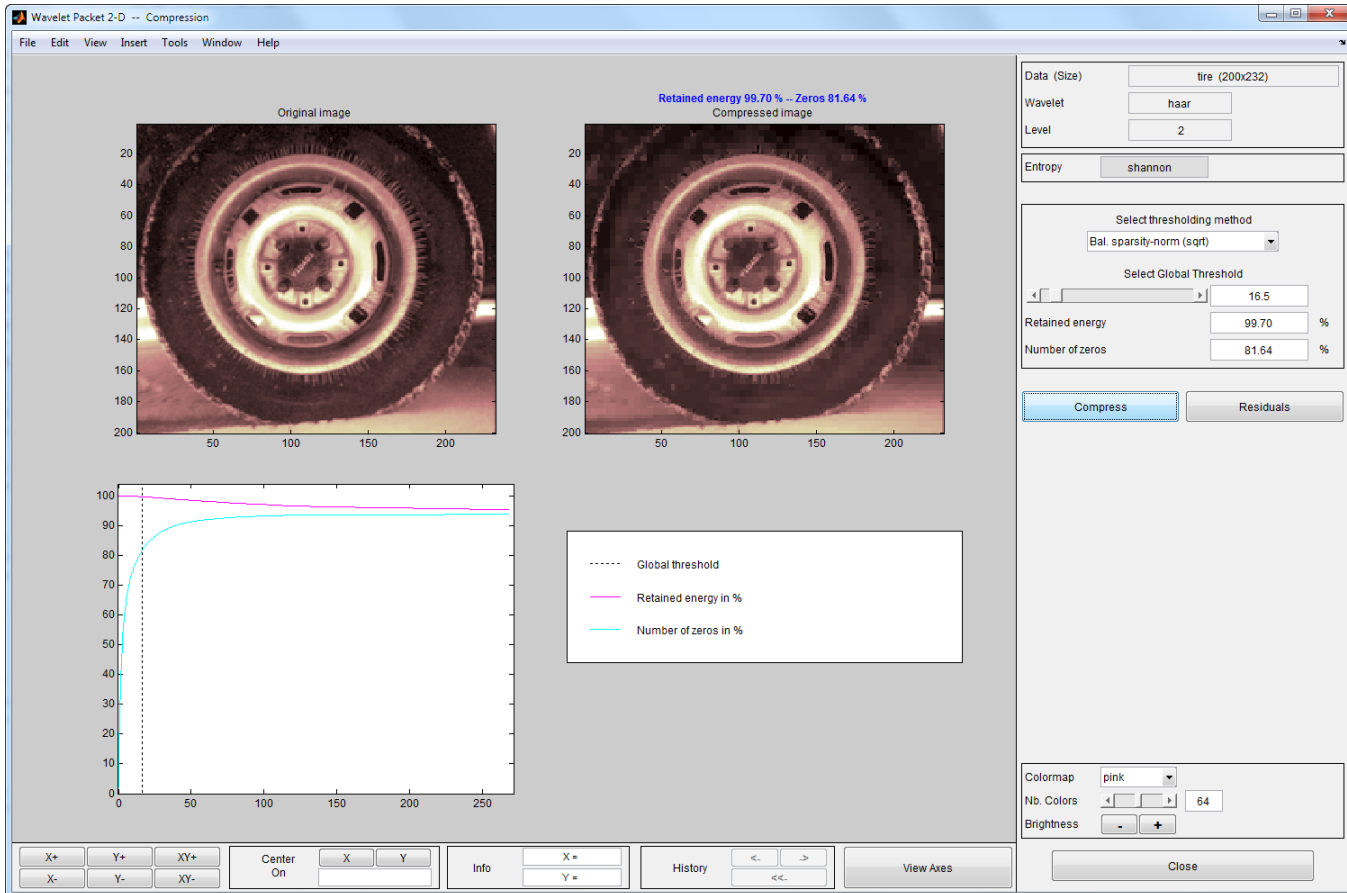 Wavelet Packet 2-D -- Compression
File Edit View Insert Tools Window Help
Retained energy 99.70 % -- Zeros 81.64 %
Original image
Compressed image
20
40
60
80
100
120
140
160
180
200
50 100 150 200
20
40
60
80
100
120
140
160
180
200
50 100 150 200
100
90
80
70
60
50
40
30
20
10
0
0 50 100 150 200 250
Global threshold
Retained energy in %
Number of zeros in %
Data (Size) tire (200x232)
Wavelet haar
Level 2
Entropy shannon
Select thresholding method
Bal. sparsity-norm (sqrt)
Select Global Threshold
16.5
Retained energy 99.70 %
Number of zeros 81.64 %
Compress Residuals
Colormap pink
Nb. Colors 64
Brightness - +
Close
X+ Y+ XY+
X- Y- XY-
Center On X Y
Info X = Y =
History <- -> <<-
View Axes